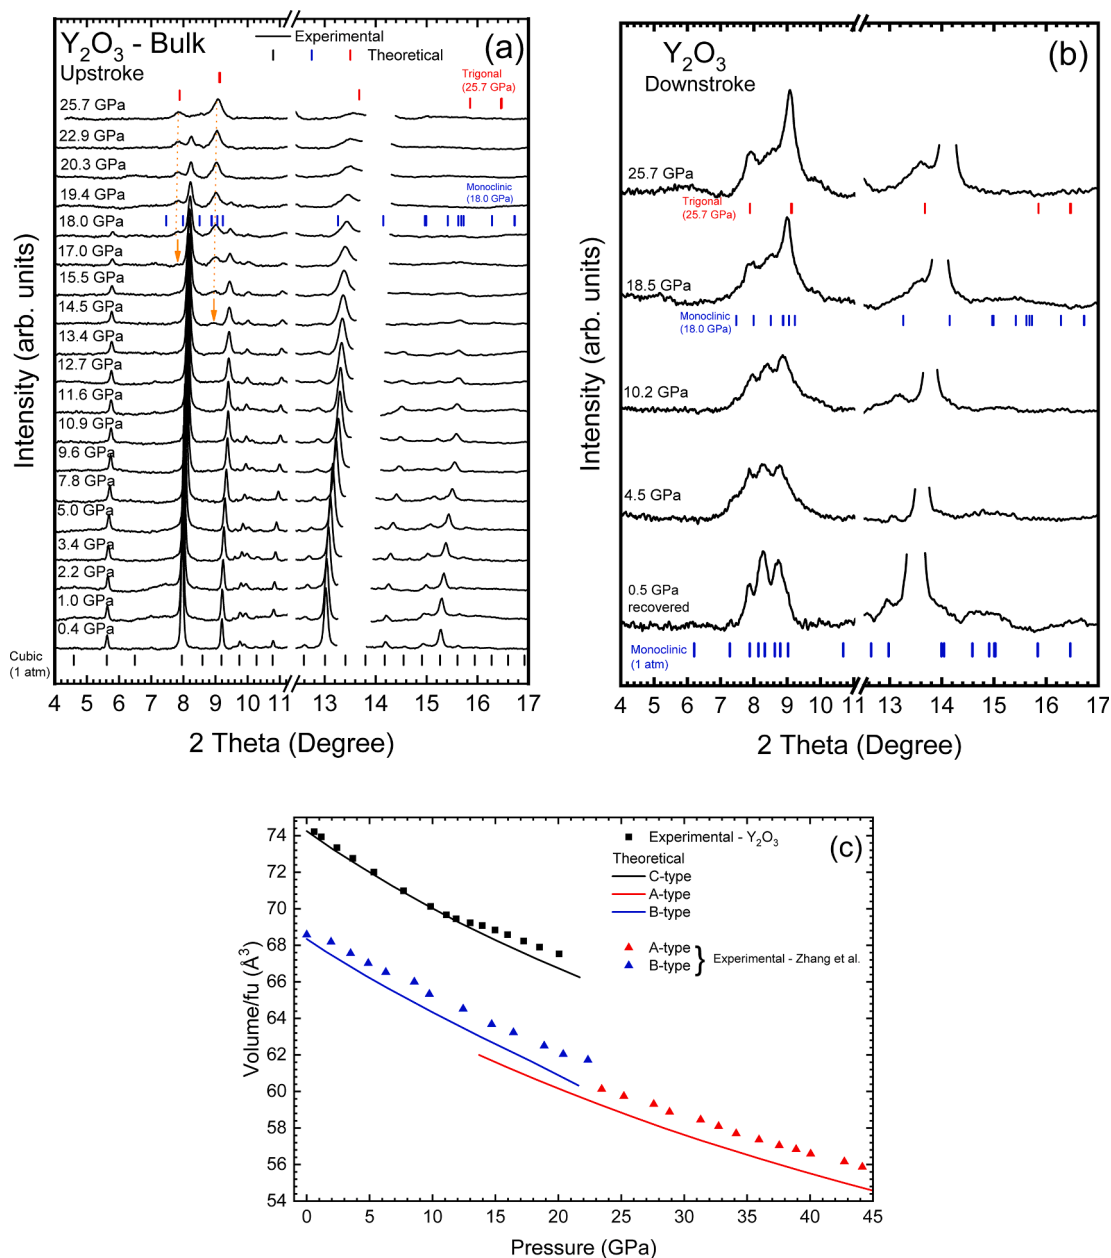 Y2O3 - Bulk
Experimental
Theoretical
(a)
Upstroke
Trigonal
(25.7 GPa)
25.7 GPa
22.9 GPa
20.3 GPa
19.4 GPa
Monoclinic
(18.0 GPa)
18.0 GPa
17.0 GPa
15.5 GPa
14.5 GPa
13.4 GPa
12.7 GPa
11.6 GPa
10.9 GPa
9.6 GPa
7.8 GPa
5.0 GPa
3.4 GPa
2.2 GPa
1.0 GPa
0.4 GPa
Cubic
(1 atm)
4 5 6 7 8 9 10 11 12 13 14 15 16 17
2 Theta (Degree)
Intensity (arb. units)
Y2O3
(b)
Downstroke
25.7 GPa
Trigonal
(25.7 GPa)
18.5 GPa
Monoclinic
(18.0 GPa)
10.2 GPa
4.5 GPa
0.5 GPa
recovered
Monoclinic
(1 atm)
4 5 6 7 8 9 10 11 13 14 15 16 17
2 Theta (Degree)
Intensity (arb. units)
(c)
Experimental - Y2O3
Theoretical
C-type
A-type
B-type
A-type
B-type
} Experimental - Zhang et al.
74
72
70
68
66
64
62
60
58
56
54
Volume/fu (Å3)
0 5 10 15 20 25 30 35 40 45
Pressure (GPa)